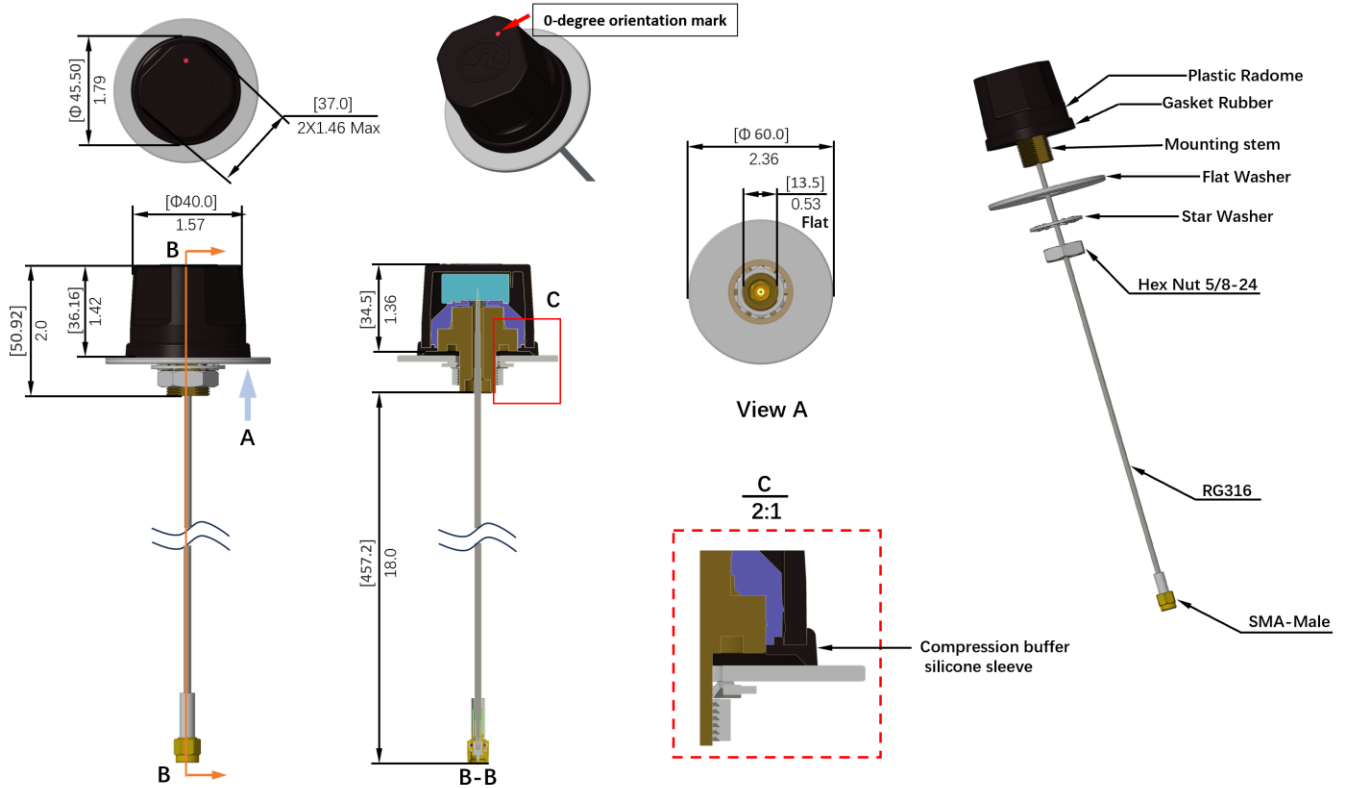 0-degree orientation mark
[Φ 45.50]
1.79
[37.0]
2X1.46 Max
[Φ40.0]
1.57
B
[50.92]
2.0
[36.16]
1.42
A
B
[34.5]
1.36
C
[457.2]
18.0
B-B
[Φ 60.0]
2.36
[13.5]
0.53
Flat
View A
C
2:1
Compression buffer
silicone sleeve
Plastic Radome
Gasket Rubber
Mounting stem
Flat Washer
Star Washer
Hex Nut 5/8-24
RG316
SMA-Male